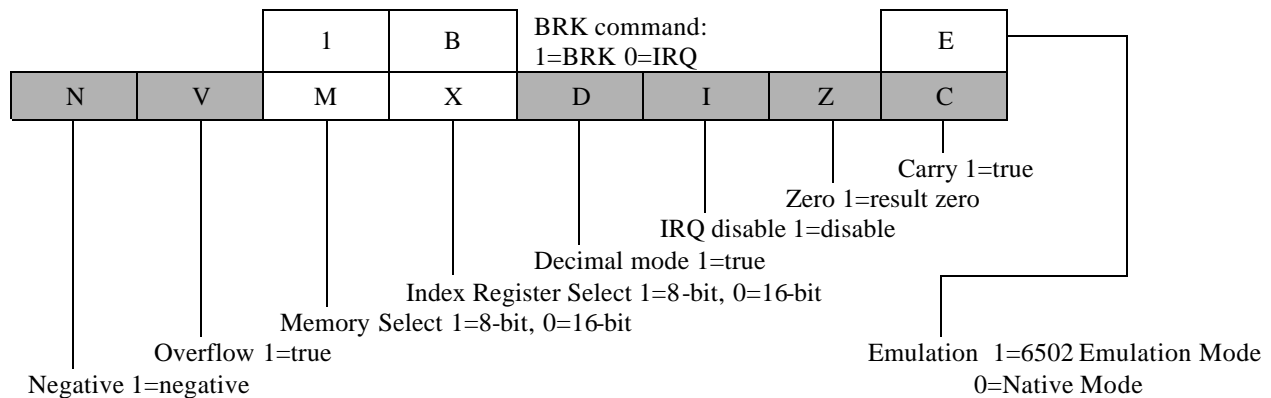 1 B BRK command: E
1=BRK 0=IRQ
N V M X D I Z C
Carry 1=true
Zero 1=result zero
IRQ disable 1=disable
Decimal mode 1=true
Index Register Select 1=8-bit, 0=16-bit
Memory Select 1=8-bit, 0=16-bit
Overflow 1=true Emulation 1=6502 Emulation Mode
Negative 1=negative 0=Native Mode